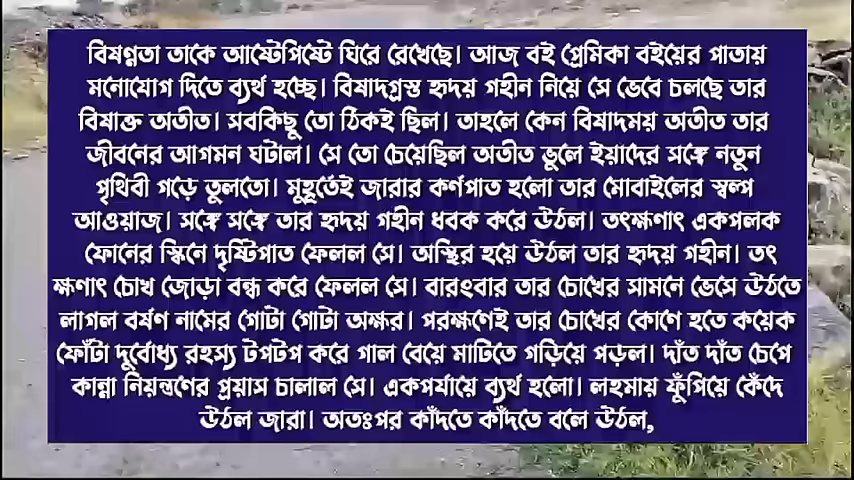 বিষণ্ণতা তাকে আষ্টেপিষ্টে ঘিরে রেখেছে। আজ বই প্রেমিকা বইয়ের পাতায়
মনোযোগ দিতে ব্যর্থ হচ্ছে। বিষাদগ্রস্ত হৃদয় গহীন নিয়ে সে ভেবে চলছে তার
বিষাক্ত অতীত। সবকিছু তো ঠিকই ছিল। তাহলে কেন বিষাদময় অতীত তার
জীবনের আগমন ঘটাল। সে তো চেয়েছিল অতীত ভুলে ইয়াদের সঙ্গে নতুন
পৃথিবী গড়ে তুলতো। মুহূর্তেই জারার কর্ণপাত হলো তার মোবাইলের স্বল্প
আওয়াজ। সঙ্গে সঙ্গে তার হৃদয় গহীন ধবক করে উঠল। তৎক্ষণাৎ একপলক
ফোনের স্কিনে দৃষ্টিপাত ফেলল সে। অস্থির হয়ে উঠল তার হৃদয় গহীন। তৎ
ক্ষণাৎ চোখ জোড়া বন্ধ করে ফেলল সে। বারংবার তার চোখের সামনে ভেসে উঠতে
লাগল বর্ষণ নামের গোটা গোটা অক্ষর। পরক্ষণেই তার চোখের কোণে হতে কয়েক
ফোঁটা দুর্বোধ্য রহস্য টপটপ করে গাল বেয়ে মাটিতে গড়িয়ে পড়ল। দাঁত দাঁত চেপে
কান্না নিয়ন্ত্রণের প্রয়াস চালাল সে। একপর্যায়ে ব্যর্থ হলো। লহমায় ফুঁপিয়ে কেঁদে
উঠল জারা। অতঃপর কাঁদতে কাঁদতে বলে উঠল,